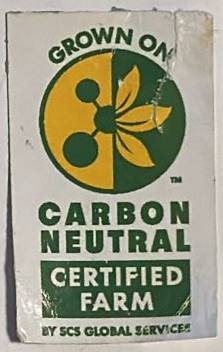 GROWN ON
TM
CARBON
NEUTRAL
CERTIFIED
FARM
BY SCS GLOBAL SERVICES